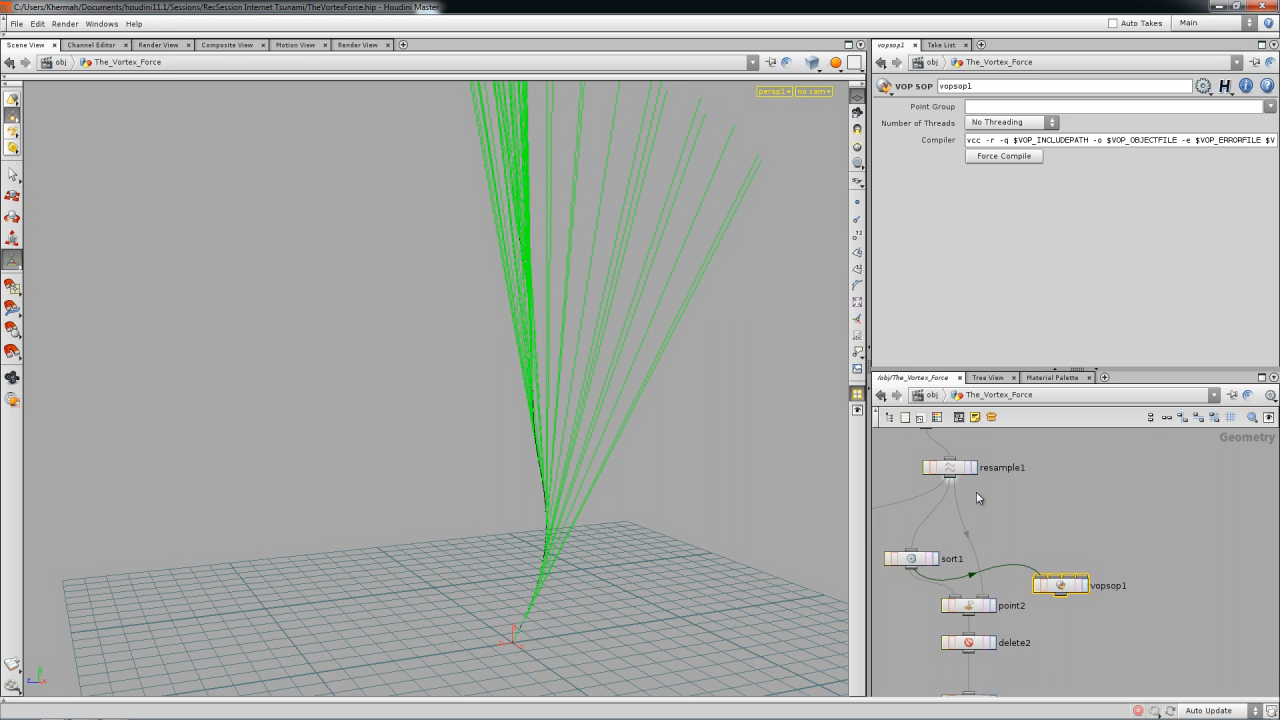 C:/Users/Khermah/Documents/houdini11.1/Sessions/RecSession Internet Tsunami/TheVortexForce.hip - Houdini Master
File Edit Render Windows Help
Auto Takes Main
Scene View Channel Editor Render View Composite View Motion View Render View
obj The_Vortex_Force
persp1 no cam
vopsop1 Take List
obj The_Vortex_Force
VOP SOP vopsop1
Point Group
Number of Threads No Threading
Compiler vcc -r -q $VOP_INCLUDEPATH -o $VOP_OBJECTFILE -e $VOP_ERRORFILE $V
Force Compile
/obj/The_Vortex_Force Tree View Material Palette
obj The_Vortex_Force
Geometry
resample1
sort1
vopsop1
point2
delete2
Auto Update